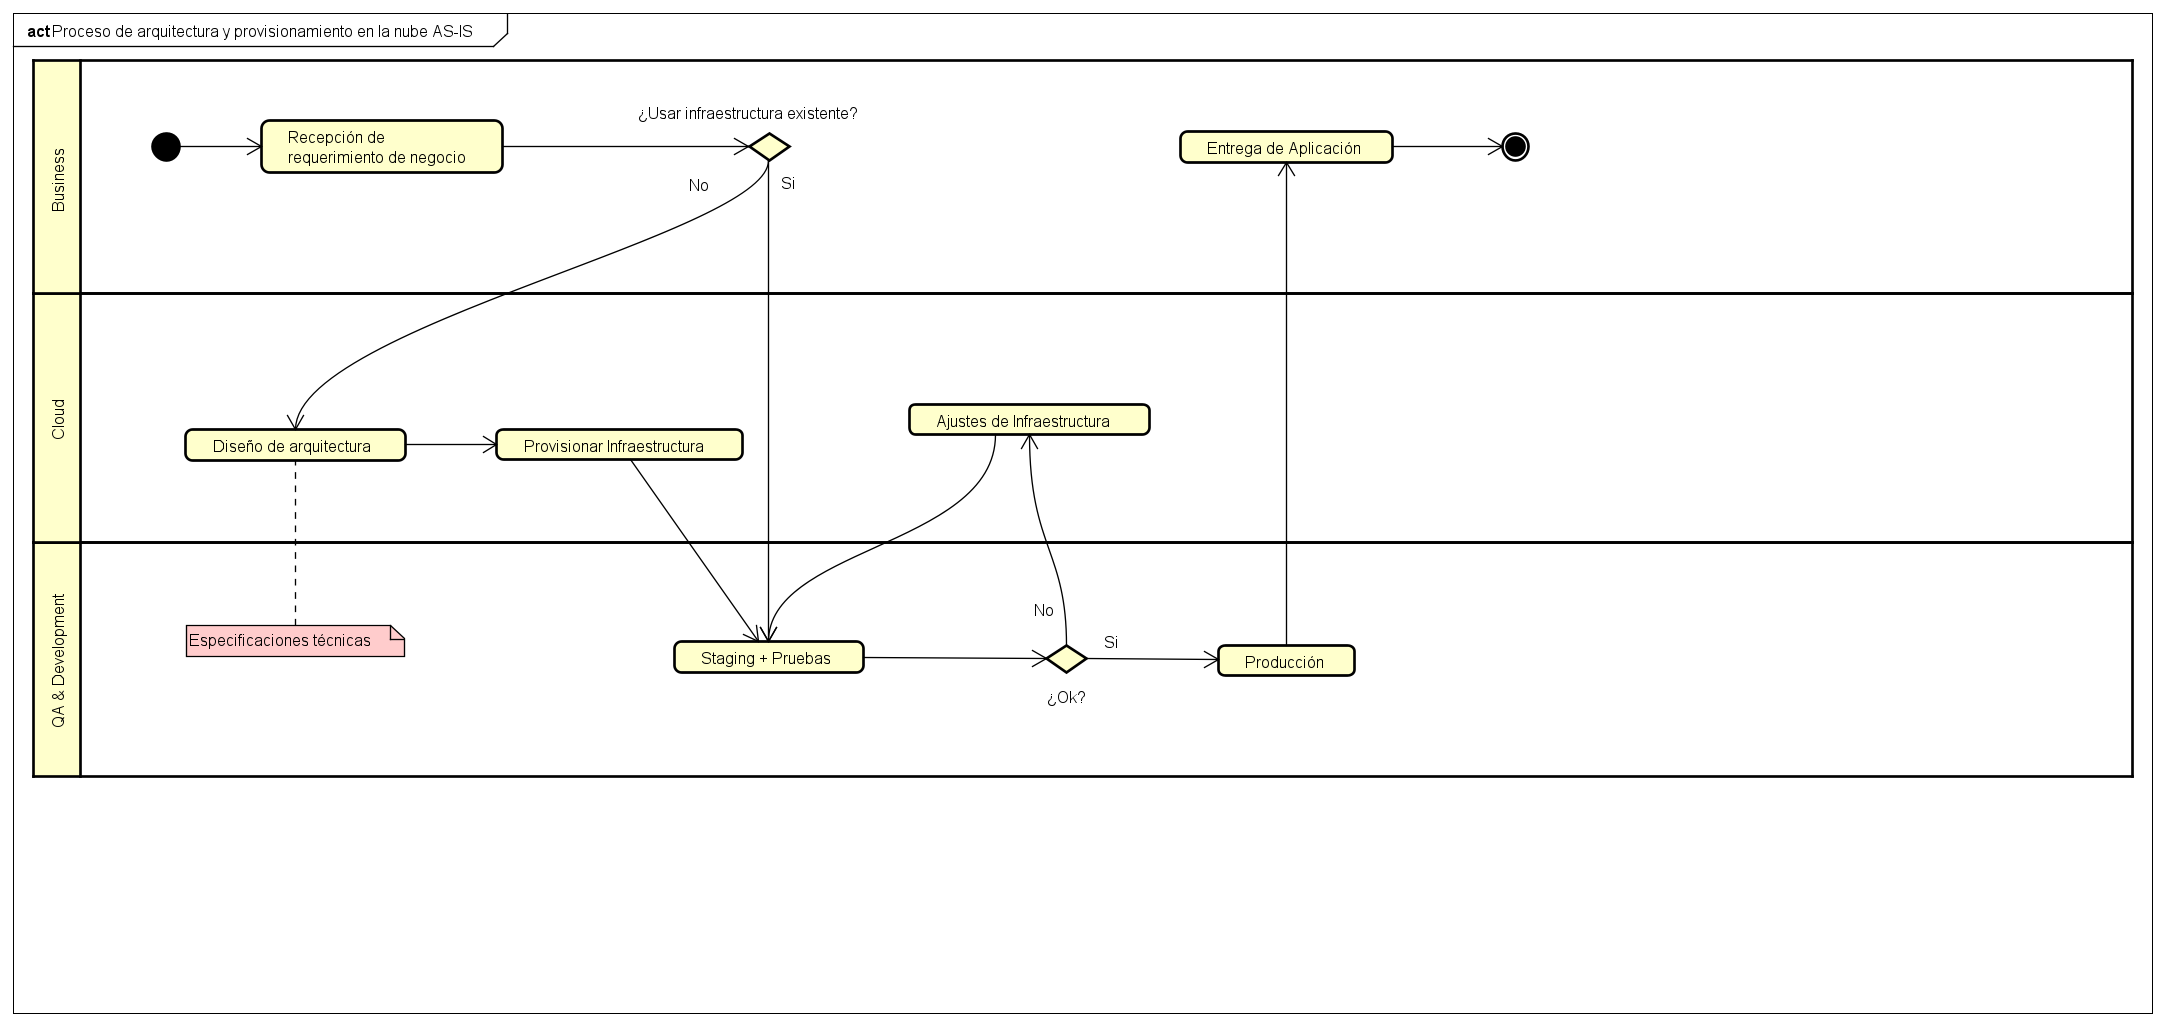 act Proceso de arquitectura y provisionamiento en la nube AS-IS
Business
Recepción de
requerimiento de negocio
¿Usar infraestructura existente?
No
Si
Entrega de Aplicación
Cloud
Diseño de arquitectura
Provisionar Infraestructura
Ajustes de Infraestructura
QA & Development
Especificaciones técnicas
Staging + Pruebas
No
Si
¿Ok?
Producción